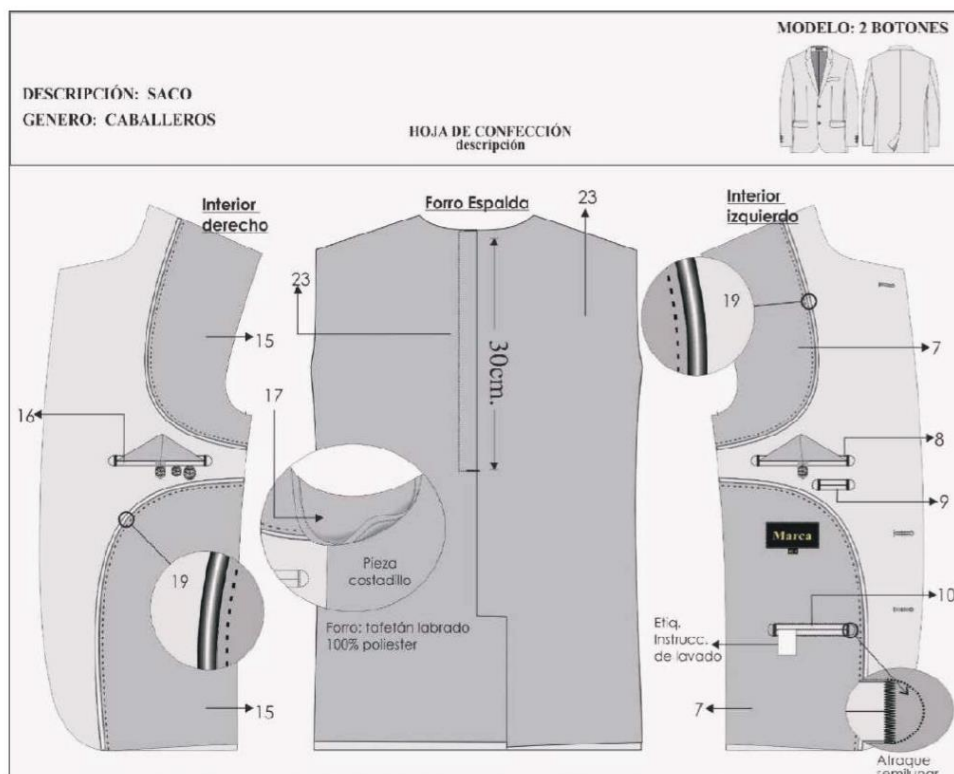 MODELO: 2 BOTONES
DESCRIPCIÓN: SACO
GENERO: CABALLEROS
HOJA DE CONFECCIÓN
descripción
Interior
derecho
Forro Espalda
23
Interior
izquierdo
23
19
30cm.
15
7
17
16
8
9
Marca
Pieza
costadillo
19
10
Forro: tafetán labrado
100% poliester
Etiq.
Instrucc.
de lavado
15
7
Atraque
semilunar